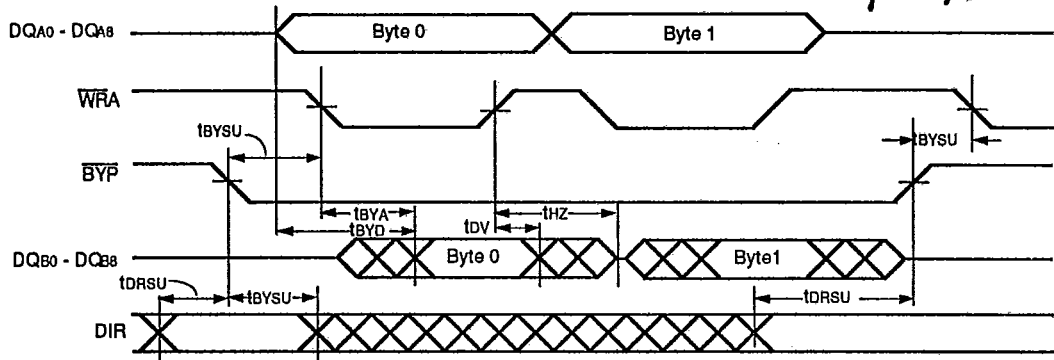 DQA0 - DQA8
Byte 0
Byte 1
WRA
tBYSU
tBYSU
BYP
tBYA
tBYD
tDV
tHZ
DQB0 - DQB8
Byte 0
Byte1
tDRSU
tBYSU
tDRSU
DIR